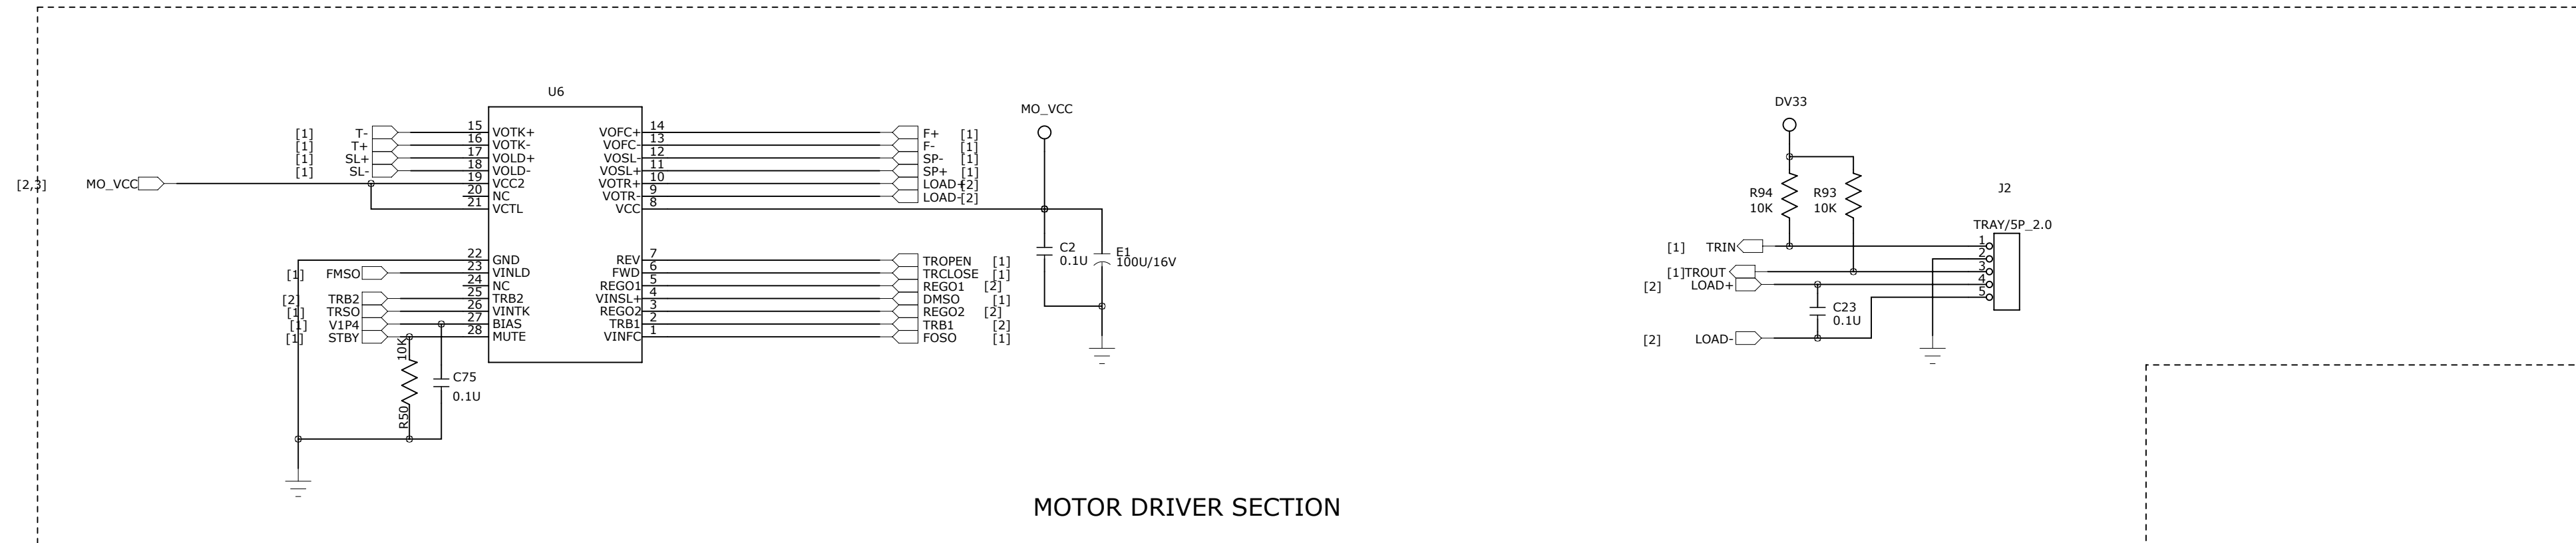 U6
MO_VCC
DV33
[1] T- 15 VOTK+ VOFC+ 14 F+ [1]
[1] T+ 16 VOTK- VOFC- 13 F- [1]
[1] SL+ 17 VOLD+ VOSL- 12 SP- [1]
[1] SL- 18 VOLD- VOSL+ 11 SP+ [1]
[2,3] MO_VCC 19 VCC2 VOTR+ 10 LOAD+ [2]
20 NC VOTR- 9 LOAD- [2]
21 VCTL VCC 8
R94 R93
10K 10K
J2
TRAY/5P_2.0
C2
0.1U
E1
100U/16V
22 GND REV 7 TROPEN [1]
[1] FMSO 23 VINLD FWD 6 TRCLOSE [1]
24 NC REGO1 5 REGO1 [2]
[2] TRB2 25 TRB2 VINSL+ 4 DMSO [1]
[1] TRSO 26 VINTK REGO2 3 REGO2 [2]
[1] V1P4 27 BIAS TRB1 2 TRB1 [2]
[1] STBY 28 MUTE VINFC 1 FOSO [1]
[1] TRIN 1
2
[1] TROUT 3
[2] LOAD+ 4
5
C23
0.1U
[2] LOAD-
10K
R50
C75
0.1U
MOTOR DRIVER SECTION